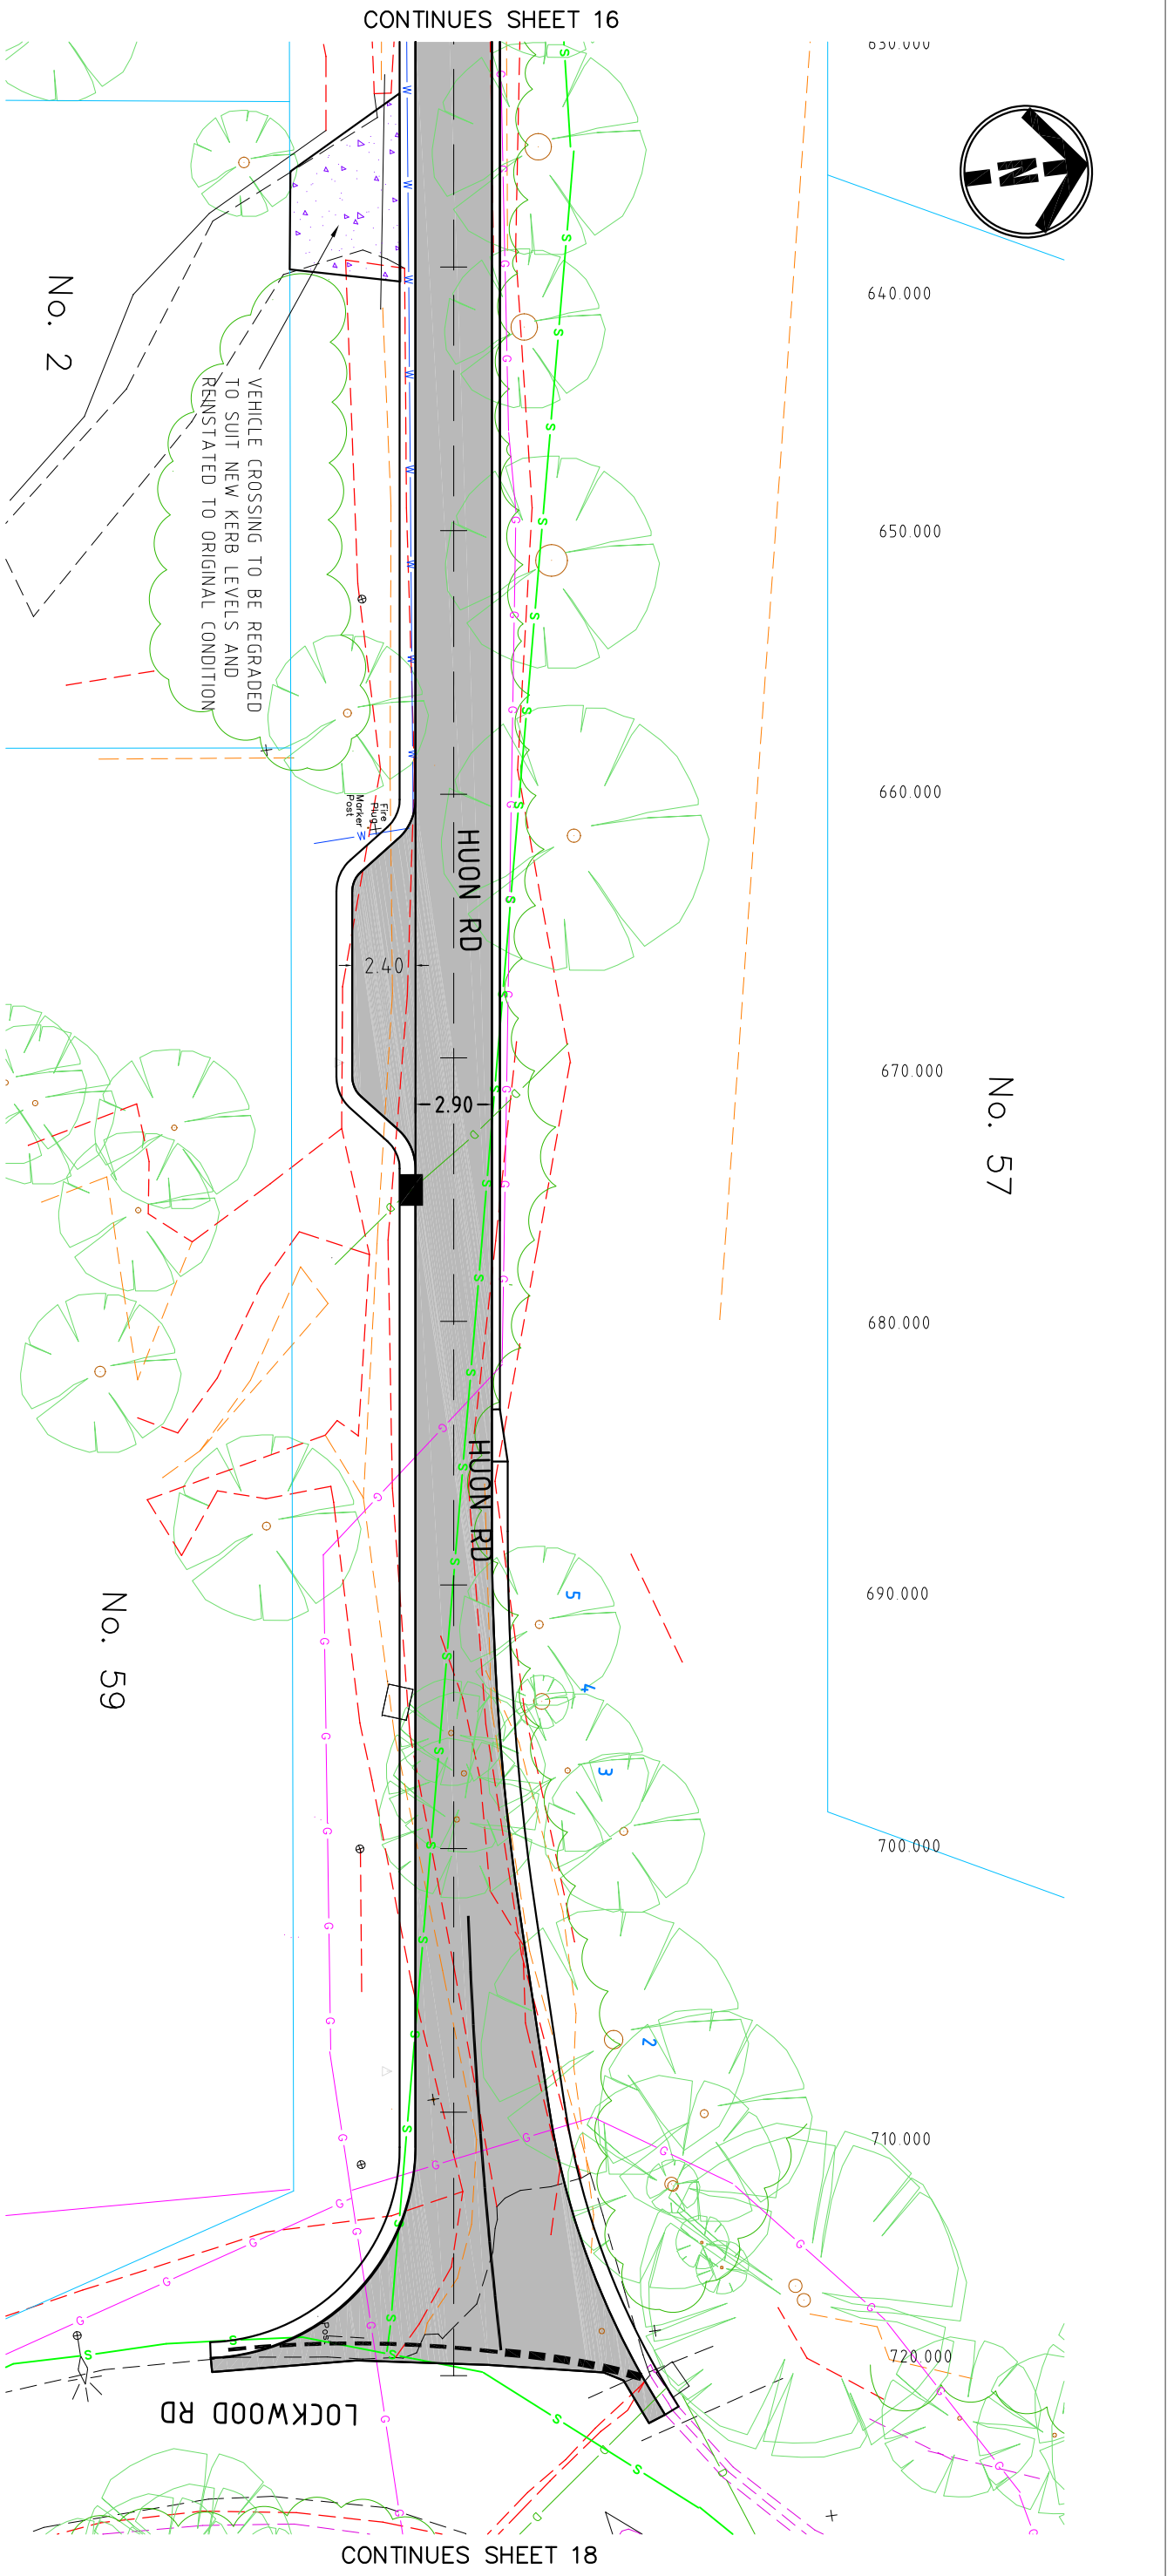 CONTINUES SHEET 16
630.000
N
640.000
No. 2
VEHICLE CROSSING TO BE REGRADED
TO SUIT NEW KERB LEVELS AND
REINSTATED TO ORIGINAL CONDITION
650.000
660.000
Fire
Plug
Marker
Post
HUON RD
2.40
670.000
2.90
No. 57
680.000
HUON RD
690.000
5
No. 59
4
3
700.000
2
710.000
Post
720.000
LOCKWOOD RD
CONTINUES SHEET 18